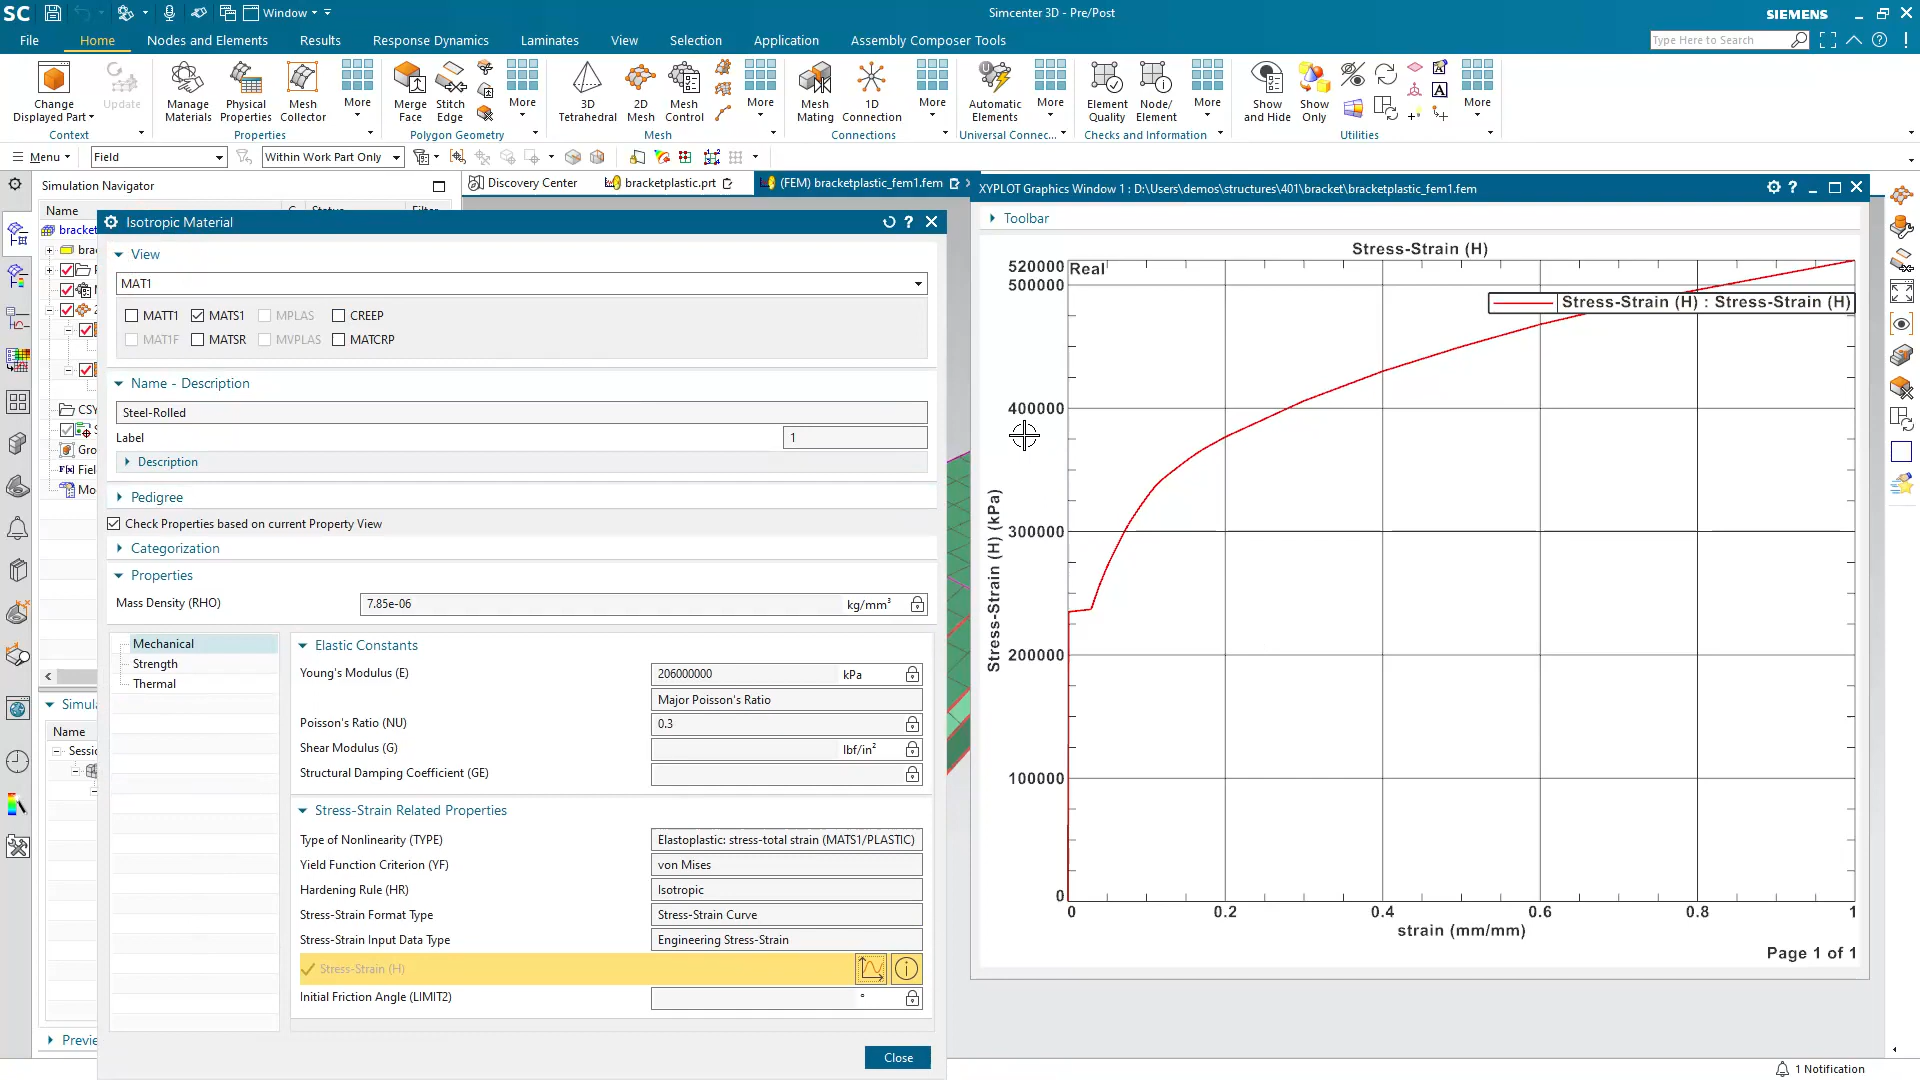 SC
Window
Simcenter 3D - Pre/Post
SIEMENS
File
Home
Nodes and Elements
Results
Response Dynamics
Laminates
View
Selection
Application
Assembly Composer Tools
Type Here to Search
Change Displayed Part
Update
Manage Materials
Physical Properties
Mesh Collector
More
Merge Face
Stitch Edge
More
3D Tetrahedral
2D Mesh
Mesh Control
More
Mesh Mating
1D Connection
More
Automatic Elements
More
Element Quality
Node/ Element
More
Show and Hide
Show Only
More
Context
Properties
Polygon Geometry
Mesh
Connections
Universal Connec...
Checks and Information
Utilities
Menu
Field
Within Work Part Only
Simulation Navigator
Discovery Center
bracketplastic.prt
(FEM) bracketplastic_fem1.fem
Name
C
Status
Filter
bracket
brac
CSY
Gro
Fiel
Mo
Simula
Name
Sessic
Previe
Isotropic Material
View
MAT1
MATT1
MATS1
MPLAS
CREEP
MAT1F
MATSR
MVPLAS
MATCRP
Name - Description
Steel-Rolled
Label
1
Description
Pedigree
Check Properties based on current Property View
Categorization
Properties
Mass Density (RHO)
7.85e-06
kg/mm³
Mechanical
Strength
Thermal
Elastic Constants
Young's Modulus (E)
206000000
kPa
Major Poisson's Ratio
Poisson's Ratio (NU)
0.3
Shear Modulus (G)
lbf/in²
Structural Damping Coefficient (GE)
Stress-Strain Related Properties
Type of Nonlinearity (TYPE)
Elastoplastic: stress-total strain (MATS1/PLASTIC)
Yield Function Criterion (YF)
von Mises
Hardening Rule (HR)
Isotropic
Stress-Strain Format Type
Stress-Strain Curve
Stress-Strain Input Data Type
Engineering Stress-Strain
Stress-Strain (H)
Initial Friction Angle (LIMIT2)
°
Close
XYPLOT Graphics Window 1 : D:\Users\demos\structures\401\bracket\bracketplastic_fem1.fem
Toolbar
Stress-Strain (H)
Real
Stress-Strain (H) : Stress-Strain (H)
520000
500000
400000
300000
200000
100000
0
Stress-Strain (H) (kPa)
0
0.2
0.4
0.6
0.8
1
strain (mm/mm)
Page 1 of 1
1 Notification